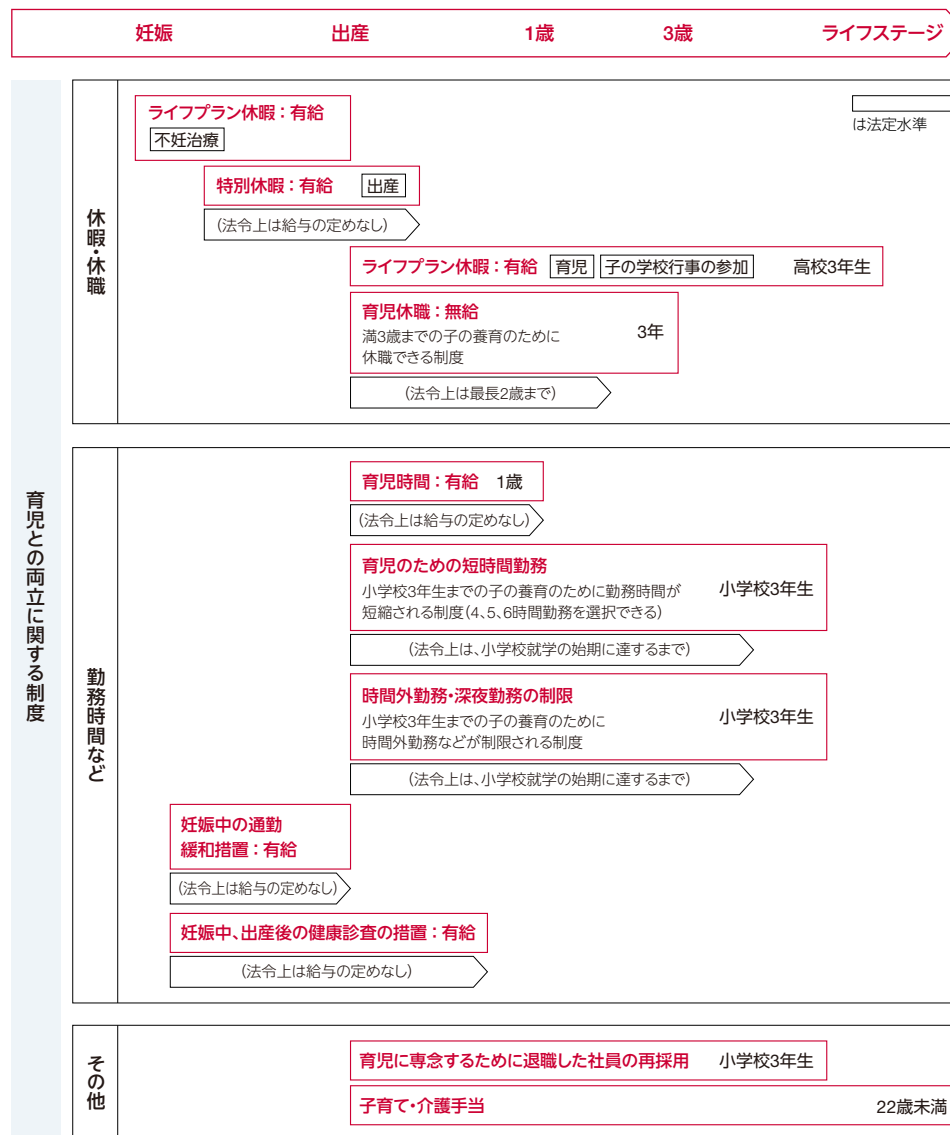 妊娠 出産 1歳 3歳 ライフステージ
育児との両立に関する制度
休暇・休職
ライフプラン休暇：有給
不妊治療
は法定水準
特別休暇：有給 出産
(法令上は給与の定めなし)
ライフプラン休暇：有給 育児 子の学校行事の参加 高校3年生
育児休職：無給
満3歳までの子の養育のために
休職できる制度
3年
(法令上は最長2歳まで)
勤務時間など
育児時間：有給 1歳
(法令上は給与の定めなし)
育児のための短時間勤務
小学校3年生までの子の養育のために勤務時間が
短縮される制度(4、5、6時間勤務を選択できる)
小学校3年生
(法令上は、小学校就学の始期に達するまで)
時間外勤務・深夜勤務の制限
小学校3年生までの子の養育のために
時間外勤務などが制限される制度
小学校3年生
(法令上は、小学校就学の始期に達するまで)
妊娠中の通勤
緩和措置：有給
(法令上は給与の定めなし)
妊娠中、出産後の健康診査の措置：有給
(法令上は給与の定めなし)
その他
育児に専念するために退職した社員の再採用 小学校3年生
子育て・介護手当 22歳未満